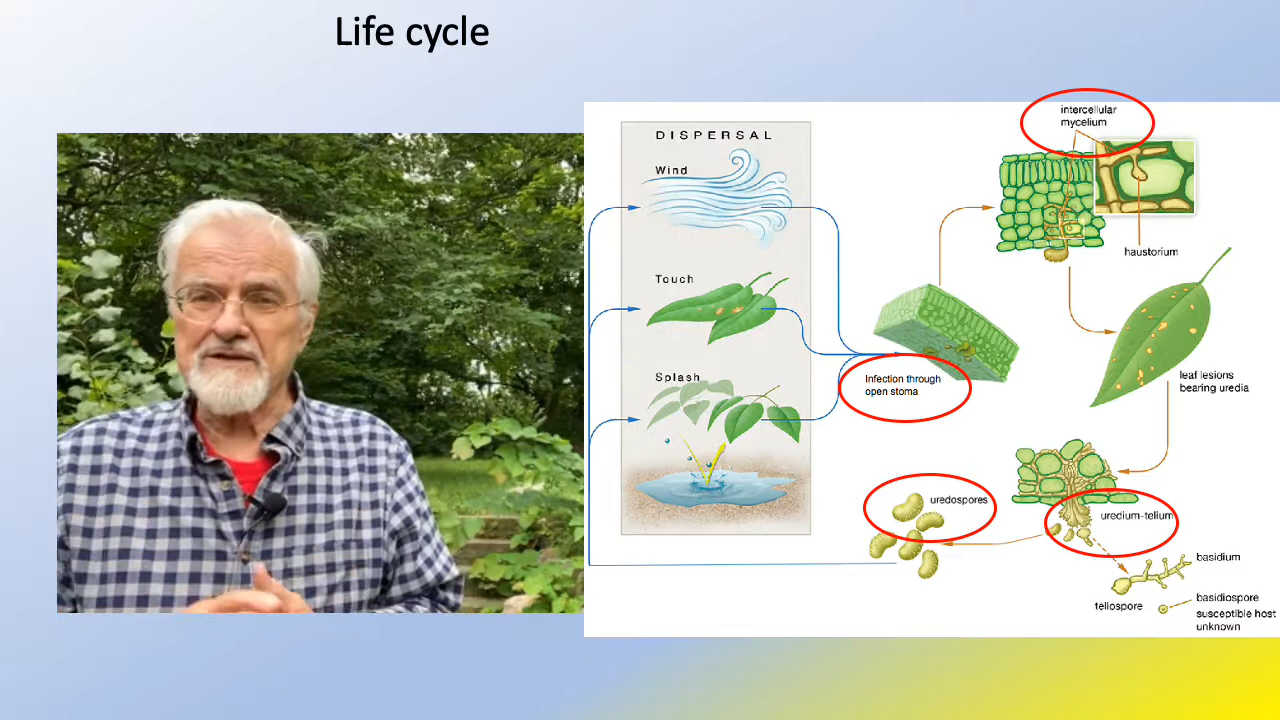 Life cycle
DISPERSAL
Wind
Touch
Splash
Infection through
open stoma
intercellular
mycelium
haustorium
leaf lesions
bearing uredia
uredospores
uredium-telium
basidium
teliospore
basidiospore
susceptible host
unknown